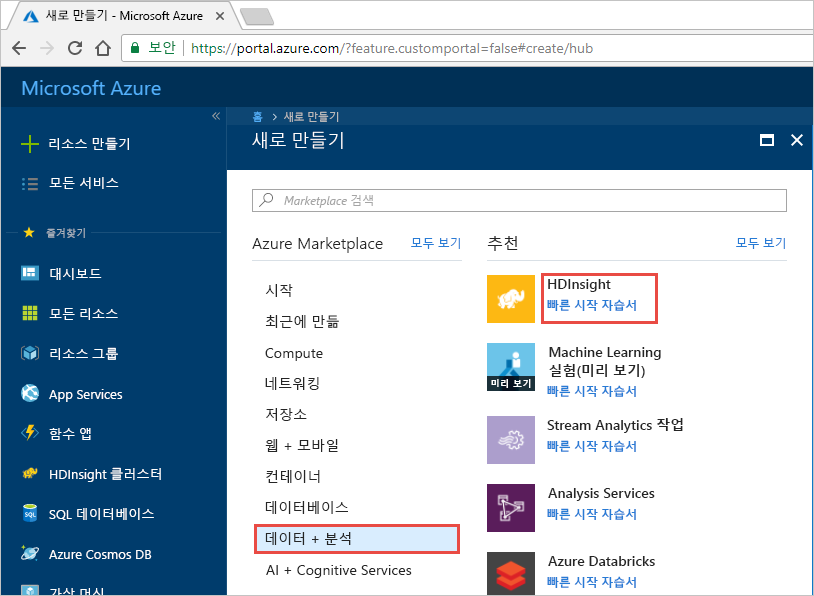 새로 만들기 - Microsoft Azure
보안
https://portal.azure.com/?feature.customportal=false#create/hub
Microsoft Azure
리소스 만들기
모든 서비스
즐겨찾기
대시보드
모든 리소스
리소스 그룹
App Services
함수 앱
HDInsight 클러스터
SQL 데이터베이스
Azure Cosmos DB
가상 머신
홈 > 새로 만들기
새로 만들기
Marketplace 검색
Azure Marketplace 모두 보기
시작
최근에 만듦
Compute
네트워킹
저장소
웹 + 모바일
컨테이너
데이터베이스
데이터 + 분석
AI + Cognitive Services
추천 모두 보기
HDInsight
빠른 시작 자습서
미리 보기
Machine Learning
실험(미리 보기)
빠른 시작 자습서
Stream Analytics 작업
빠른 시작 자습서
Analysis Services
빠른 시작 자습서
Azure Databricks
빠른 시작 자습서